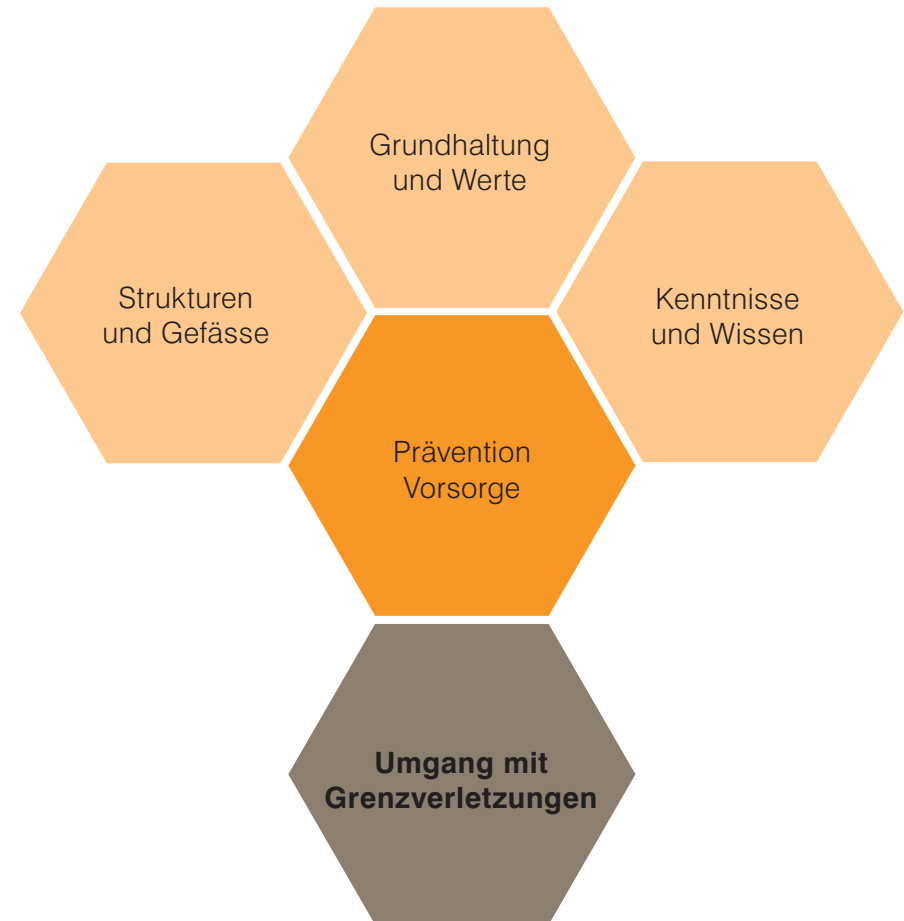 Grundhaltung
und Werte
Strukturen
und Gefässe
Kenntnisse
und Wissen
Prävention
Vorsorge
Umgang mit
Grenzverletzungen